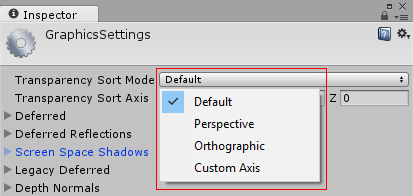 Inspector
GraphicsSettings
Transparency Sort Mode Default
Transparency Sort Axis Z 0
Default
Perspective
Orthographic
Custom Axis
Deferred
Deferred Reflections
Screen Space Shadows
Legacy Deferred
Depth Normals